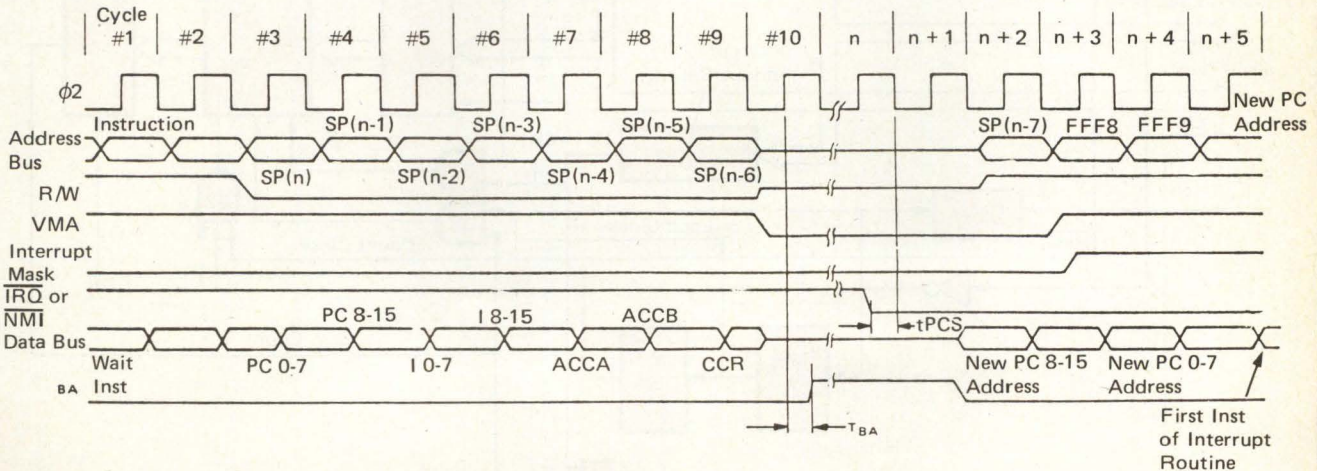 Cycle
#1 #2 #3 #4 #5 #6 #7 #8 #9 #10 n n + 1 n + 2 n + 3 n + 4 n + 5
ϕ2
New PC
Address
Instruction SP(n-1) SP(n-3) SP(n-5) SP(n-7) FFF8 FFF9
Address
Bus
SP(n) SP(n-2) SP(n-4) SP(n-6)
R/W
VMA
Interrupt
Mask
IRQ or
NMI
tPCS
PC 8-15 I 8-15 ACCB
Data Bus
Wait
Inst
PC 0-7 I 0-7 ACCA CCR
New PC 8-15
Address
New PC 0-7
Address
BA
TBA
First Inst
of Interrupt
Routine